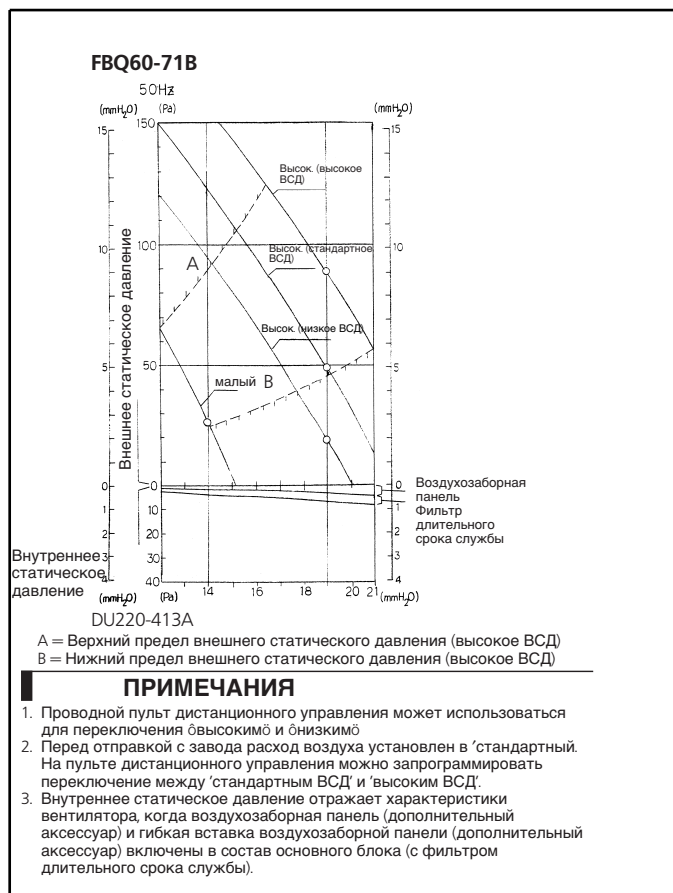 FBQ60-71B
50Hz
(mmH2O) (Pa) (mmH2O)
15 150 15
Высок. (высокое
ВСД)
10 100 10
A
Высок. (стандартное
ВСД)
Внешнее статическое давление
Высок. (низкое ВСД)
5 50 5
малый B
0 0 0
Воздухозаборная
панель
Фильтр
длительного
срока службы
1 10 1
2 20 2
Внутреннее
статическое
давление
3 30 3
4 40 4
14 16 18 20 21
(mmH2O) (Pa) (mmH2O)
DU220-413A
A = Верхний предел внешнего статического давления (высокое ВСД)
B = Нижний предел внешнего статического давления (высокое ВСД)
ПРИМЕЧАНИЯ
1. Проводной пульт дистанционного управления может использоваться
для переключения ôвысокимö и ôнизкимö
2. Перед отправкой с завода расход воздуха установлен в ′стандартный.
На пульте дистанционного управления можно запрограммировать
переключение между ′стандартным ВСД′ и ′высоким ВСД′.
3. Внутреннее статическое давление отражает характеристики
вентилятора, когда воздухозаборная панель (дополнительный
аксессуар) и гибкая вставка воздухозаборной панели (дополнительный
аксессуар) включены в состав основного блока (с фильтром
длительного срока службы).